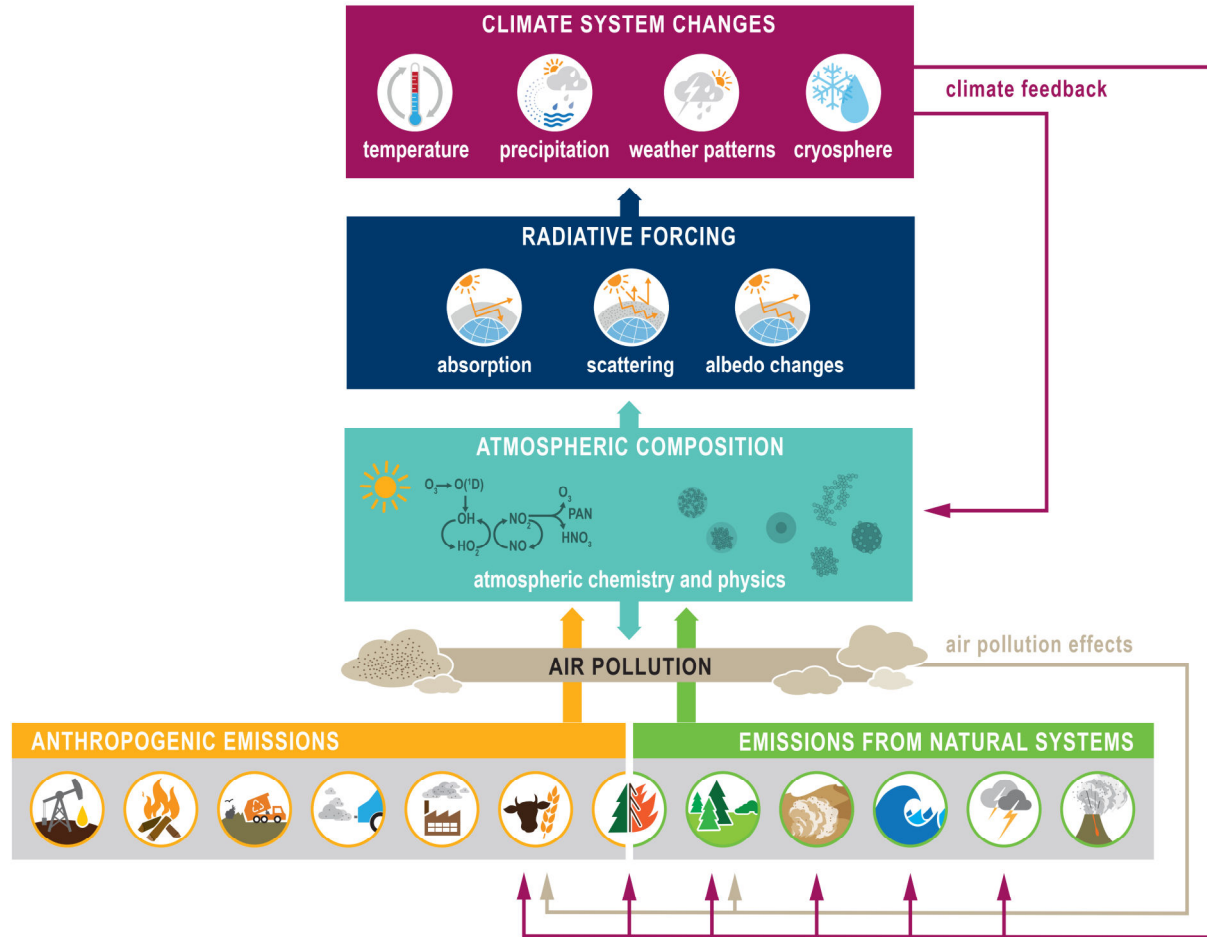 CLIMATE SYSTEM CHANGES
temperature
precipitation
weather patterns
cryosphere
climate feedback
RADIATIVE FORCING
absorption
scattering
albedo changes
ATMOSPHERIC COMPOSITION
O₃→O(¹D)
OH
HO₂
NO₂
NO
O₃
PAN
HNO₃
atmospheric chemistry and physics
AIR POLLUTION
air pollution effects
ANTHROPOGENIC EMISSIONS
EMISSIONS FROM NATURAL SYSTEMS